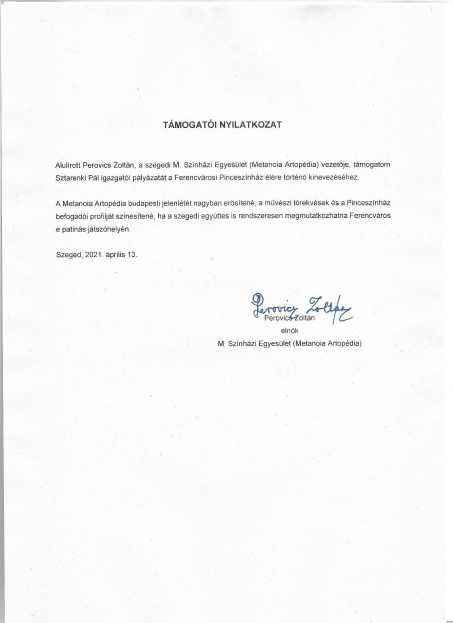 TÁMOGATÓI NYILATKOZAT
Alulírott Perovics Zoltán, a szegedi M. Színházi Egyesület (Metanoia Artopédia) vezetője, támogatom
Sztarenki Pál igazgatói pályázatát a Ferencvárosi Pinceszínház élére történő kinevezéséhez.
A Metanoia Artopédia budapesti jelenlétét nagyban erősítené, a művészi törekvések és a Pinceszínház
befogadói profilját színesítené, ha a szegedi együttes is rendszeresen megmutatkozhatna Ferencváros
e patinás játszóhelyén.
Szeged, 2021. április 13.
Perovics Zoltán
Perovics Zoltán
elnök
M. Színházi Egyesület (Metanoia Artopédia)